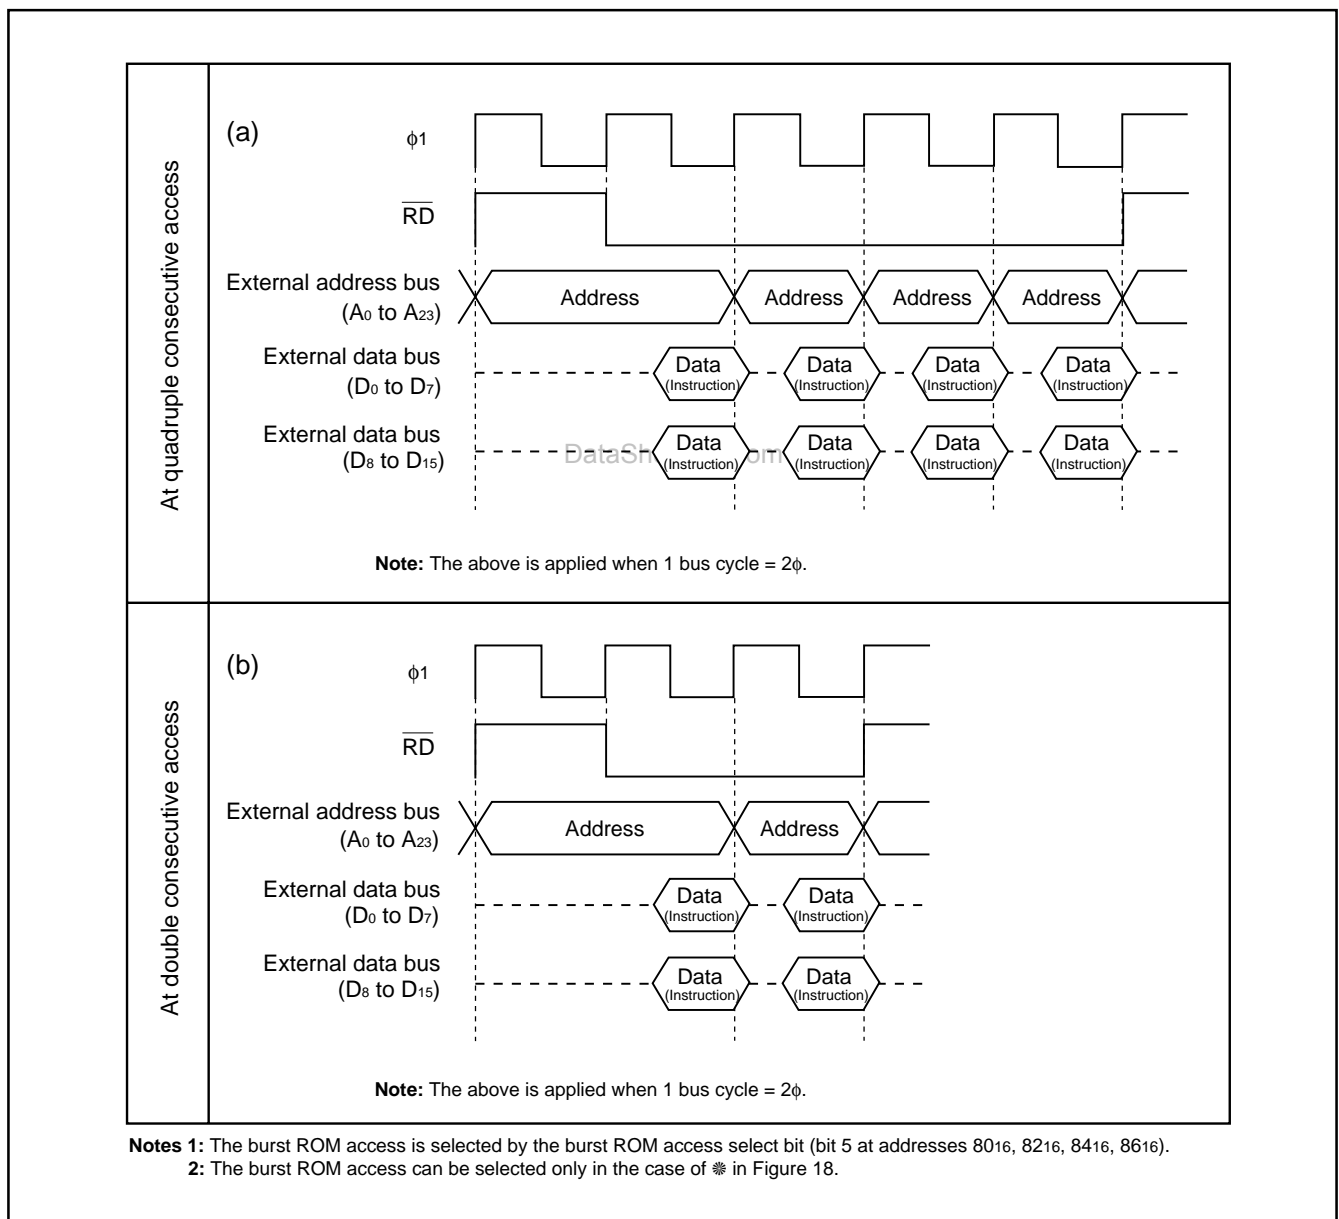 At quadruple consecutive access
(a)
ϕ1
RD
External address bus
(A0 to A23)
Address Address Address Address
External data bus
(D0 to D7)
Data Data Data Data
(Instruction) (Instruction) (Instruction) (Instruction)
External data bus
(D8 to D15)
Data Data Data Data
(Instruction) (Instruction) (Instruction) (Instruction)
Note: The above is applied when 1 bus cycle = 2ϕ.
At double consecutive access
(b)
ϕ1
RD
External address bus
(A0 to A23)
Address Address
External data bus
(D0 to D7)
Data Data
(Instruction) (Instruction)
External data bus
(D8 to D15)
Data Data
(Instruction) (Instruction)
Note: The above is applied when 1 bus cycle = 2ϕ.
Notes 1: The burst ROM access is selected by the burst ROM access select bit (bit 5 at addresses 8016, 8216, 8416, 8616).
2: The burst ROM access can be selected only in the case of ❊ in Figure 18.